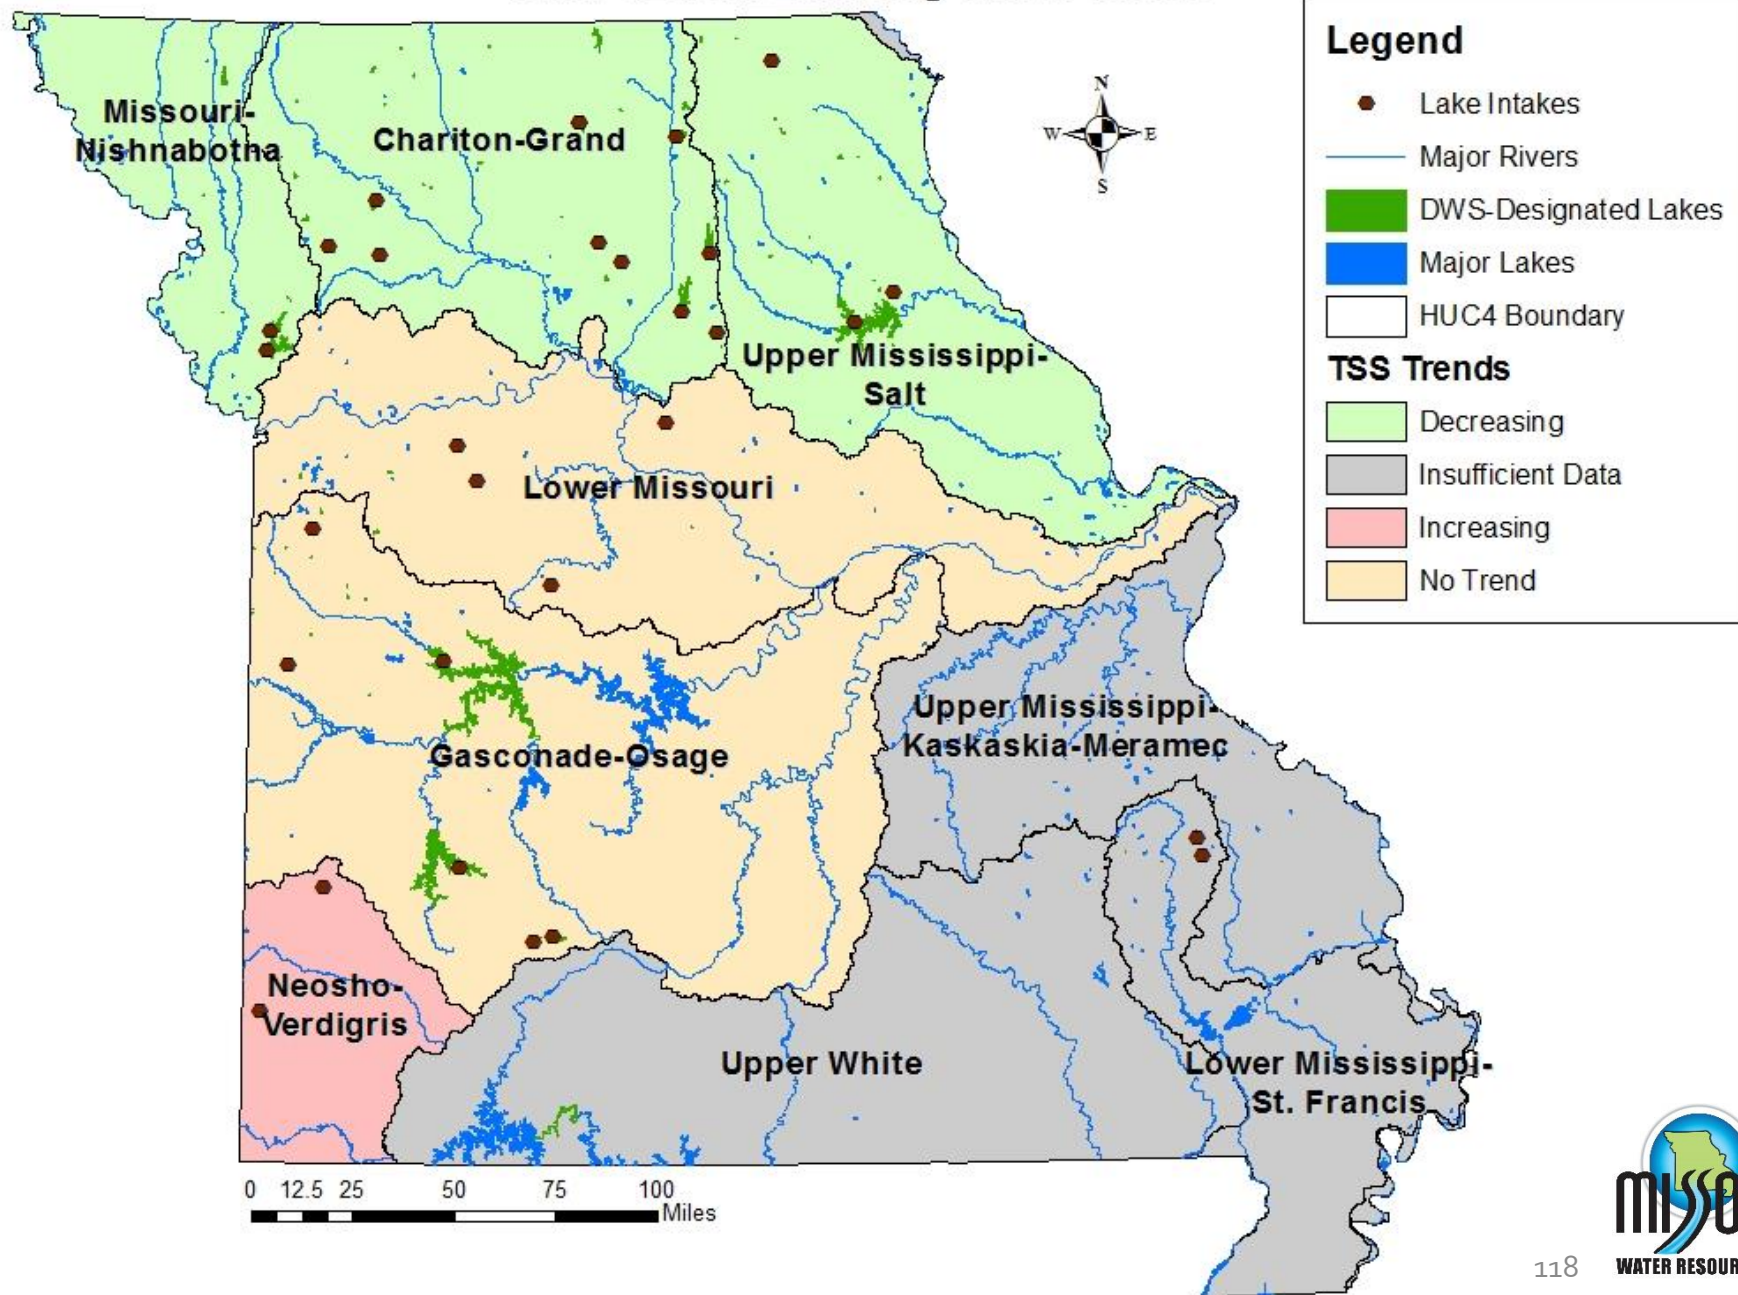 Missouri-
Nishnabotna
Chariton-Grand
N
W
E
S
Upper Mississippi-
Salt
Lower Missouri
Gasconade-Osage
Upper Mississippi-
Kaskaskia-Meramec
Neosho-
Verdigris
Upper White
Lower Mississippi-
St. Francis
0 12.5 25 50 75 100
Miles
Legend
Lake Intakes
Major Rivers
DWS-Designated Lakes
Major Lakes
HUC4 Boundary
TSS Trends
Decreasing
Insufficient Data
Increasing
No Trend
118
WATER